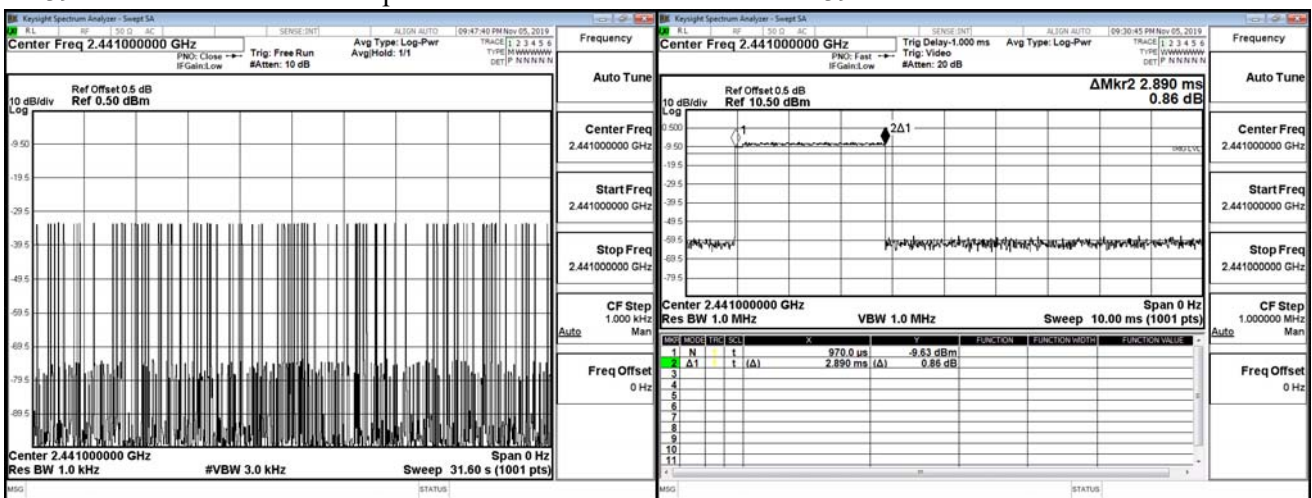 Keysight Spectrum Analyzer - Swept SA
RL RF 50 Ω AC SENSE:INT ALIGN AUTO 09:47:40 PM Nov 05, 2019
Center Freq 2.441000000 GHz
PNO: Close
IFGain:Low
Trig: Free Run
#Atten: 10 dB
Avg Type: Log-Pwr
Avg|Hold: 1/1
TRACE 1 2 3 4 5 6
TYPE MWWWWW
DET P N N N N N
Ref Offset 0.5 dB
10 dB/div Ref 0.50 dBm
Log
-9.50
-19.5
-29.5
-39.5
-49.5
-59.5
-69.5
-79.5
-89.5
Center 2.441000000 GHz Span 0 Hz
Res BW 1.0 kHz #VBW 3.0 kHz Sweep 31.60 s (1001 pts)
MSG STATUS
Frequency
Auto Tune
Center Freq
2.441000000 GHz
Start Freq
2.441000000 GHz
Stop Freq
2.441000000 GHz
CF Step
1.000 kHz
Auto Man
Freq Offset
0 Hz
Keysight Spectrum Analyzer - Swept SA
RL RF 50 Ω AC SENSE:INT ALIGN AUTO 09:30:45 PM Nov 05, 2019
Center Freq 2.441000000 GHz
PNO: Fast
IFGain:Low
Trig Delay-1.000 ms
Trig: Video
#Atten: 20 dB
Avg Type: Log-Pwr
TRACE 1 2 3 4 5 6
TYPE WWWWWW
DET P N N N N N
ΔMkr2 2.890 ms
0.86 dB
Ref Offset 0.5 dB
10 dB/div Ref 10.50 dBm
Log
0.500
-9.50
-19.5
-29.5
-39.5
-49.5
-59.5
-69.5
-79.5
1
2Δ1
TRIG LVL
Center 2.441000000 GHz Span 0 Hz
Res BW 1.0 MHz VBW 1.0 MHz Sweep 10.00 ms (1001 pts)
MKR MODE TRC SCL X Y FUNCTION FUNCTION WIDTH FUNCTION VALUE
1 N 1 t 970.0 µs -9.63 dBm
2 Δ1 1 t (Δ) 2.890 ms (Δ) 0.86 dB
3
4
5
6
7
8
9
10
11
MSG STATUS
Frequency
Auto Tune
Center Freq
2.441000000 GHz
Start Freq
2.441000000 GHz
Stop Freq
2.441000000 GHz
CF Step
1.000000 MHz
Auto Man
Freq Offset
0 Hz